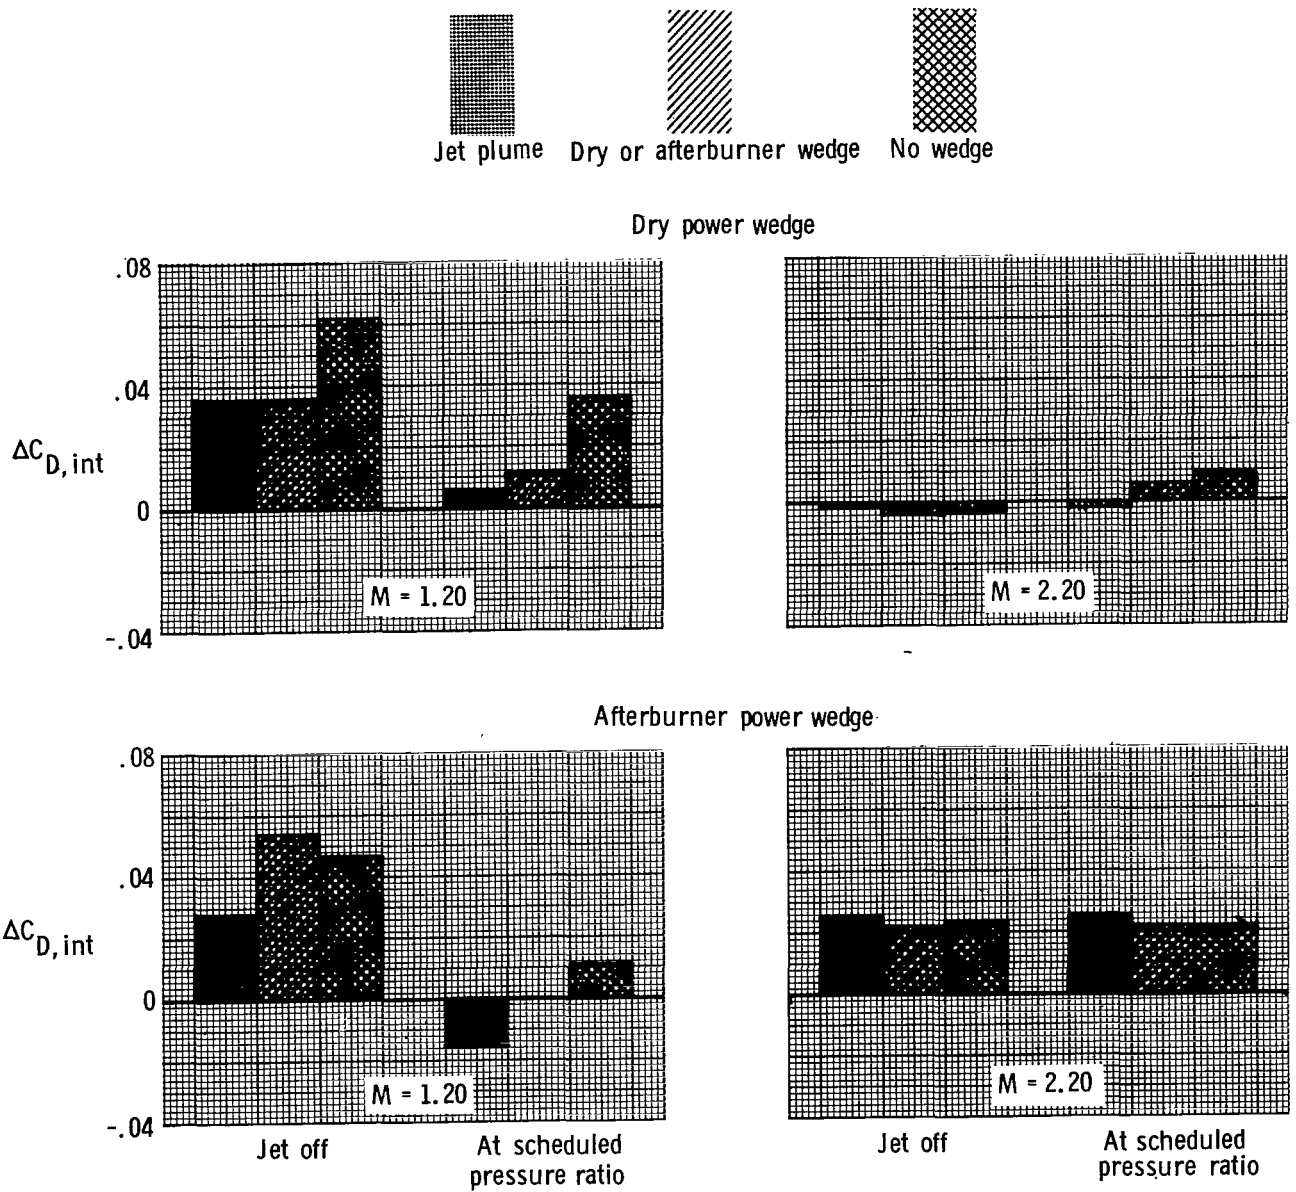 Jet plume
Dry or afterburner wedge
No wedge
Dry power wedge
.08
.04
ΔC_D, int
0
-.04
M = 1.20
M = 2.20
Afterburner power wedge
.08
.04
ΔC_D, int
0
-.04
M = 1.20
M = 2.20
Jet off
At scheduled
pressure ratio
Jet off
At scheduled
pressure ratio